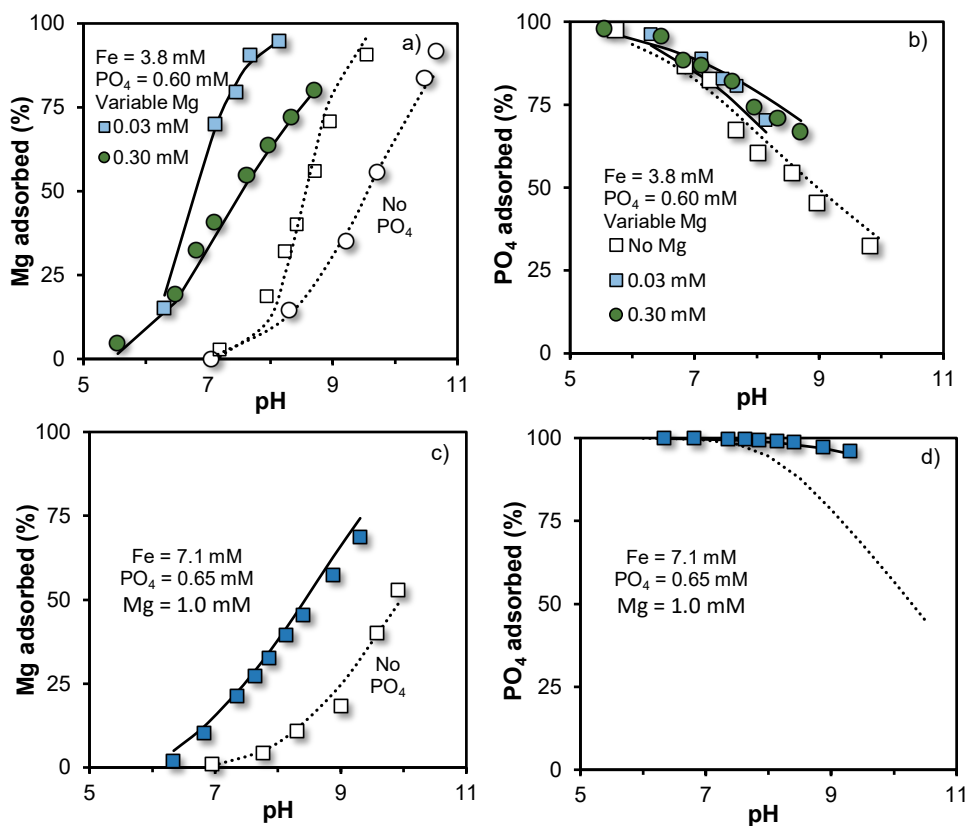 a)
Fe = 3.8 mM
PO4 = 0.60 mM
Variable Mg
0.03 mM
0.30 mM
No
PO4
100
75
50
25
0
Mg adsorbed (%)
5 7 9 11
pH
b)
Fe = 3.8 mM
PO4 = 0.60 mM
Variable Mg
No Mg
0.03 mM
0.30 mM
100
75
50
25
0
PO4 adsorbed (%)
5 7 9 11
pH
c)
Fe = 7.1 mM
PO4 = 0.65 mM
Mg = 1.0 mM
No
PO4
100
75
50
25
0
Mg adsorbed (%)
5 7 9 11
pH
d)
Fe = 7.1 mM
PO4 = 0.65 mM
Mg = 1.0 mM
100
75
50
25
0
PO4 adsorbed (%)
5 7 9 11
pH